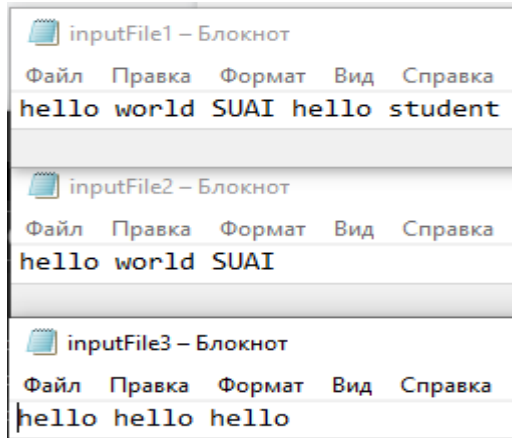 inputFile1 – Блокнот
Файл Правка Формат Вид Справка
hello world SUAI hello student
inputFile2 – Блокнот
Файл Правка Формат Вид Справка
hello world SUAI
inputFile3 – Блокнот
Файл Правка Формат Вид Справка
hello hello hello